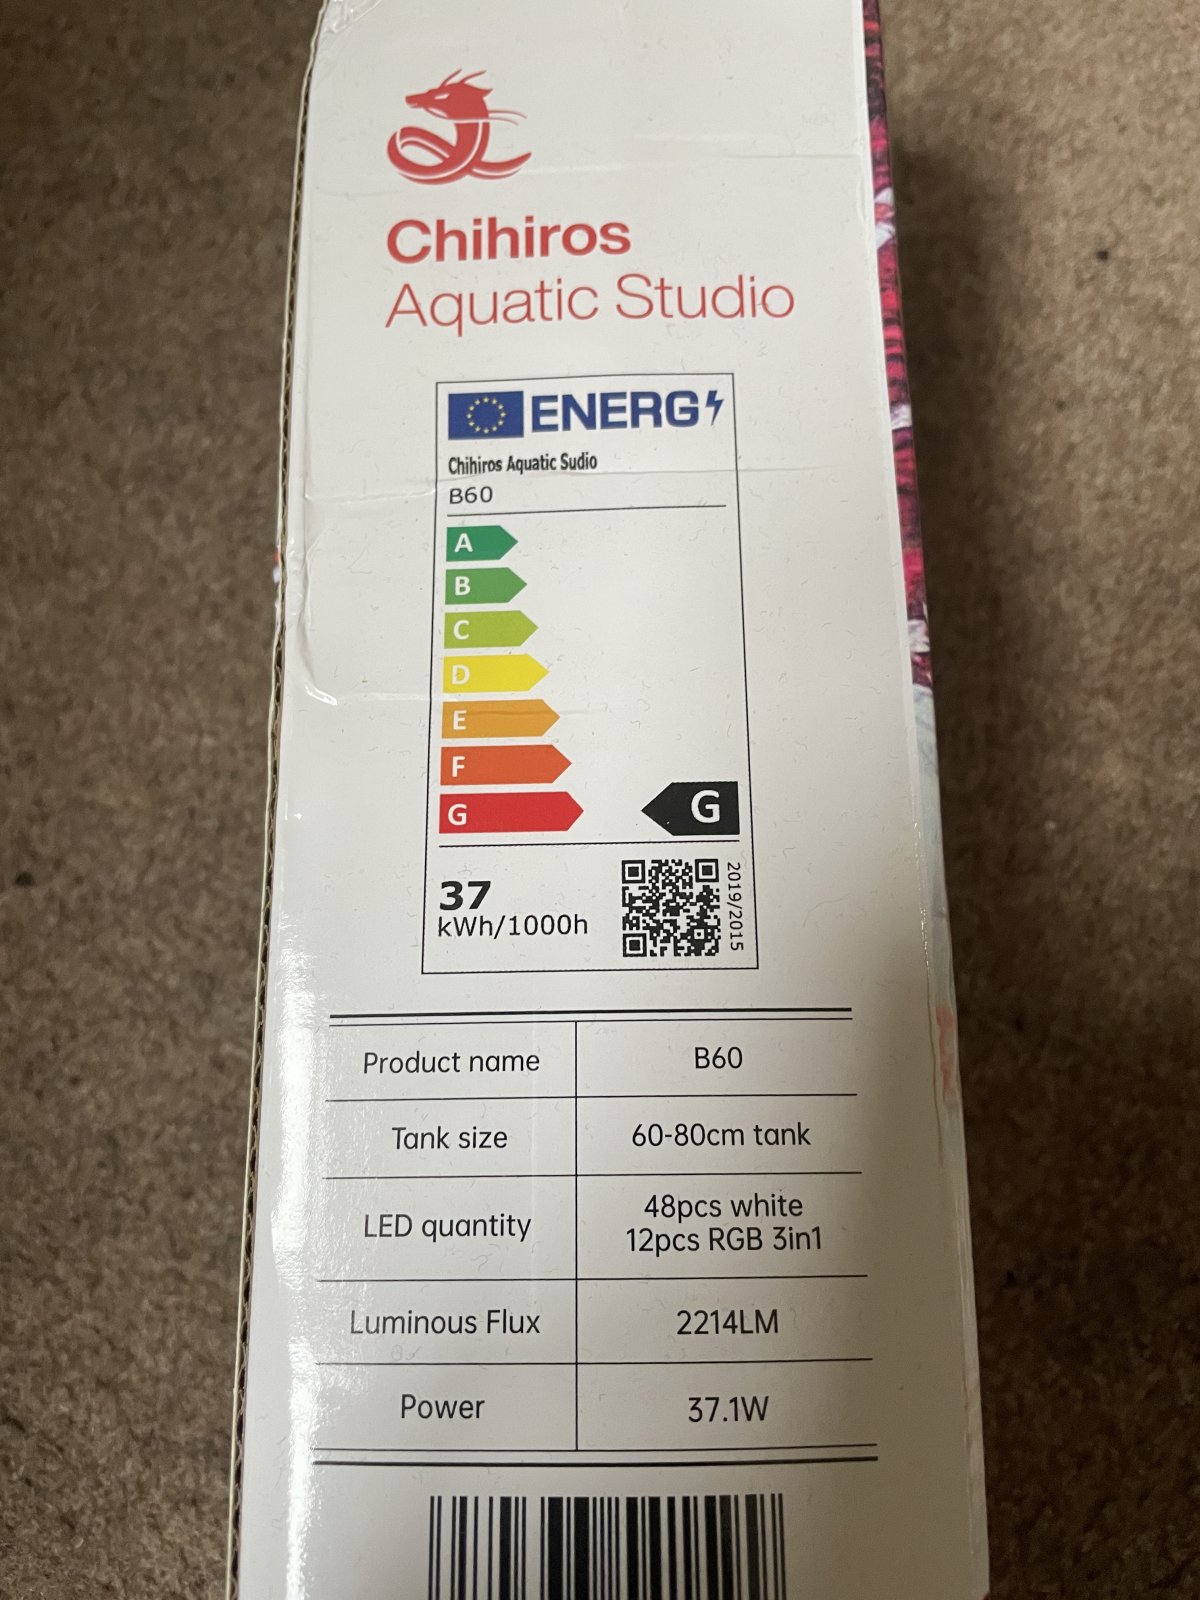 Chihiros
Aquatic Studio
ENERG
Chihiros Aquatic Sudio
B60
A
B
C
D
E
F
G
G
37
kWh/1000h
2019/2015
Product name B60
Tank size 60-80cm tank
LED quantity 48pcs white
12pcs RGB 3in1
Luminous Flux 2214LM
Power 37.1W